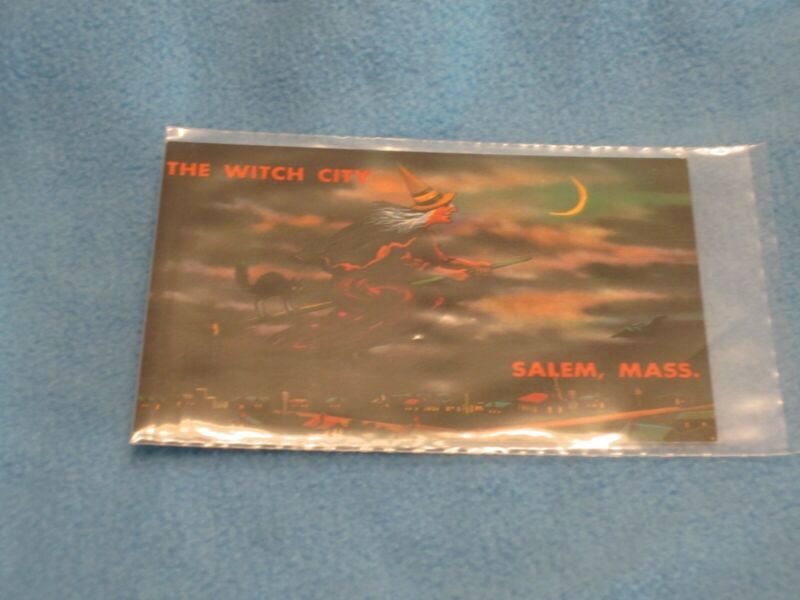 THE WITCH CITY
SALEM, MASS.